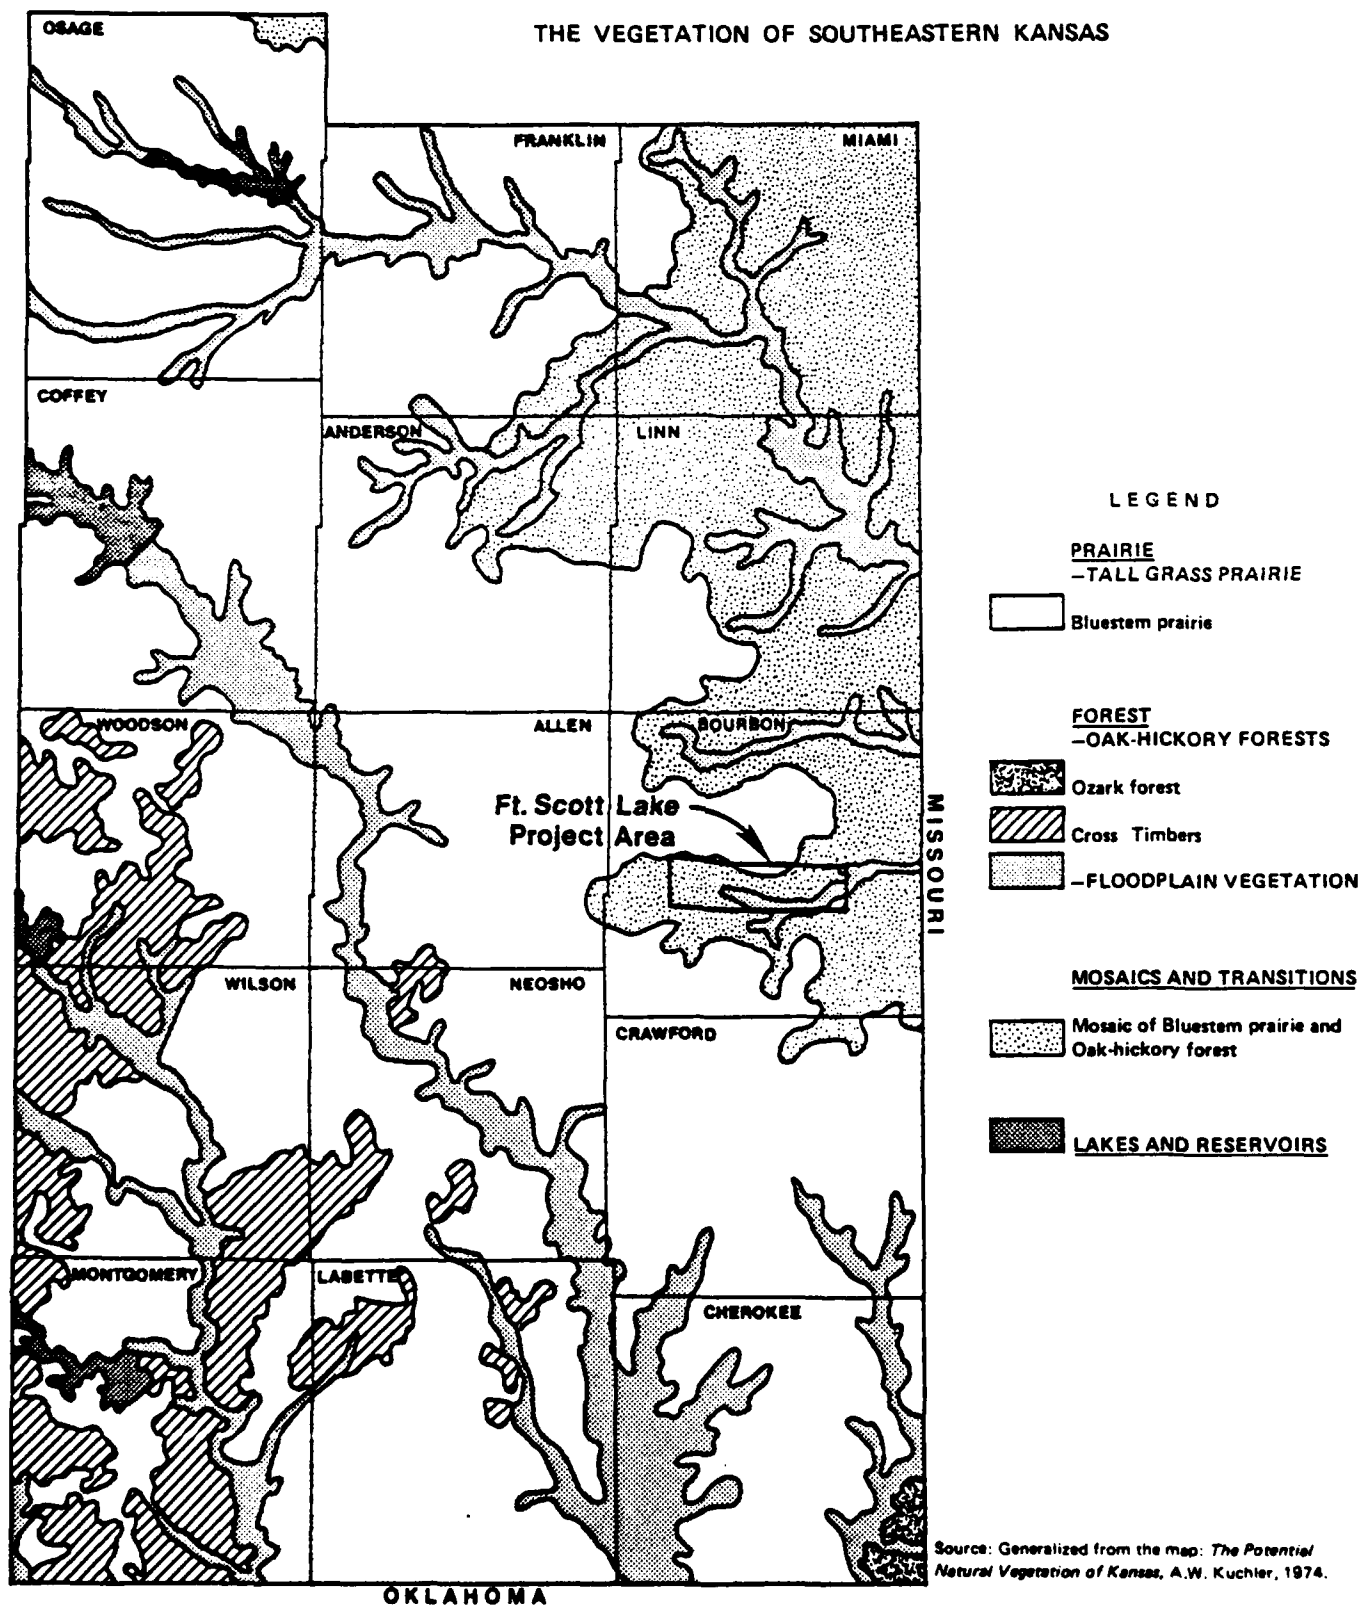 THE VEGETATION OF SOUTHEASTERN KANSAS
OSAGE
FRANKLIN
MIAMI
COFFEY
ANDERSON
LINN
WOODSON
ALLEN
BOURBON
Ft. Scott Lake
Project Area
WILSON
NEOSHO
CRAWFORD
MONTGOMERY
LABETTE
CHEROKEE
MISSOURI
OKLAHOMA
LEGEND
PRAIRIE
–TALL GRASS PRAIRIE
Bluestem prairie
FOREST
–OAK-HICKORY FORESTS
Ozark forest
Cross Timbers
–FLOODPLAIN VEGETATION
MOSAICS AND TRANSITIONS
Mosaic of Bluestem prairie and
Oak-hickory forest
LAKES AND RESERVOIRS
Source: Generalized from the map: The Potential
Natural Vegetation of Kansas, A.W. Kuchler, 1974.